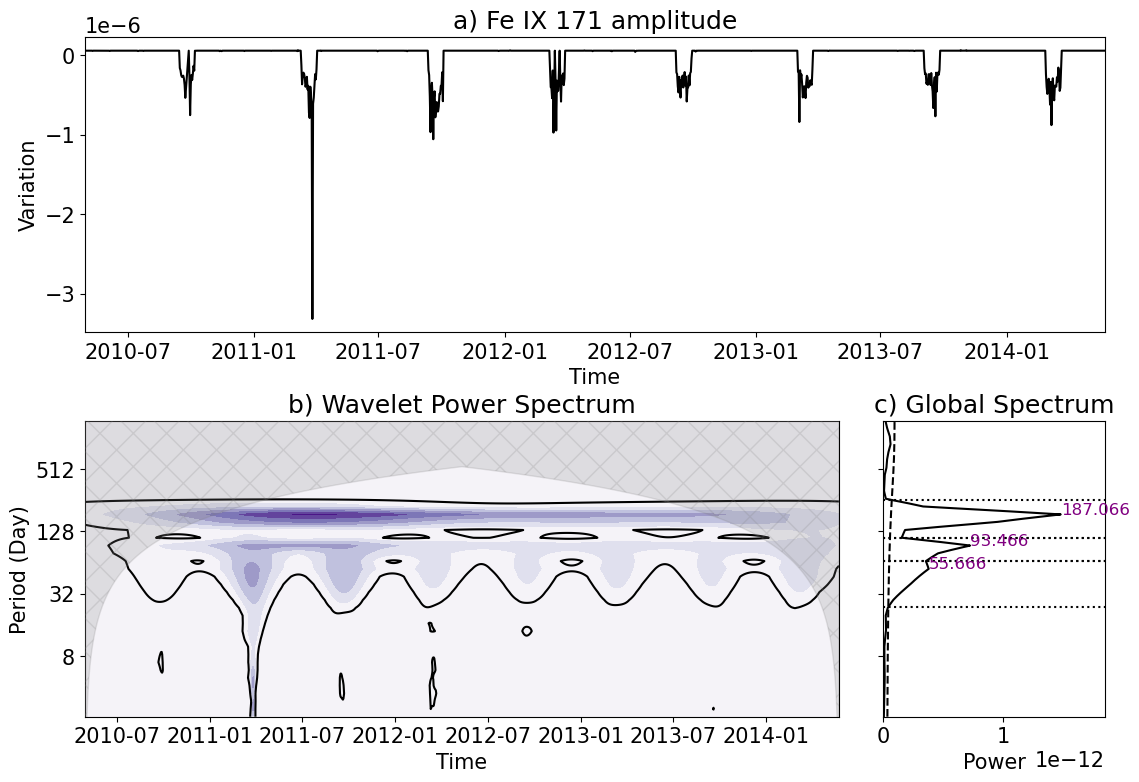 a) Fe IX 171 amplitude
1e−6
0
−1
−2
−3
Variation
2010-07 2011-01 2011-07 2012-01 2012-07 2013-01 2013-07 2014-01
Time
b) Wavelet Power Spectrum
512
128
32
8
Period (Day)
2010-07 2011-01 2011-07 2012-01 2012-07 2013-01 2013-07 2014-01
Time
c) Global Spectrum
187.066
93.466
55.666
0 1
Power 1e−12